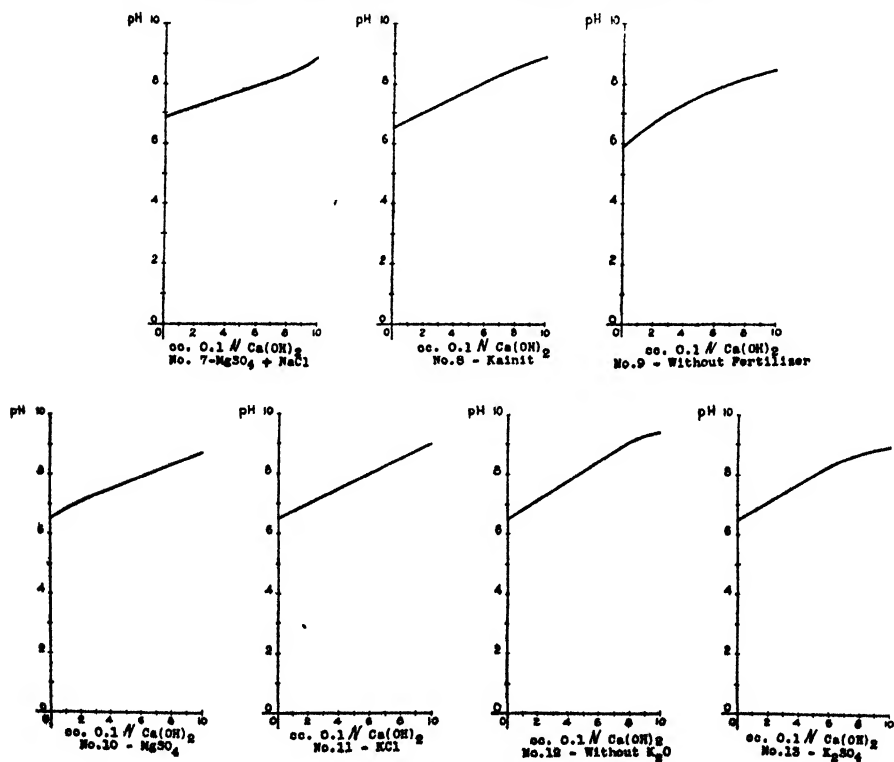 pH 10
8
6
4
2
0
0 2 4 6 8 10
cc. 0.1 N Ca(OH)2
No. 7-MgSO4 + NaCl
pH 10
8
6
4
2
0
0 2 4 6 8 10
cc. 0.1 N Ca(OH)2
No.8 - Kainit
pH 10
8
6
4
2
0
0 2 4 6 8 10
cc. 0.1 N Ca(OH)2
No.9 - Without Fertilizer
pH 10
8
6
4
2
0
0 2 4 6 8 10
cc. 0.1 N Ca(OH)2
No.10 - MgSO4
pH 10
8
6
4
2
0
0 2 4 6 8 10
cc. 0.1 N Ca(OH)2
No.11 - KCl
pH 10
8
6
4
2
0
0 2 4 6 8 10
cc. 0.1 N Ca(OH)2
No.12 - Without K2O
pH 10
8
6
4
2
0
0 2 4 6 8 10
cc. 0.1 N Ca(OH)2
No.13 - K2SO4